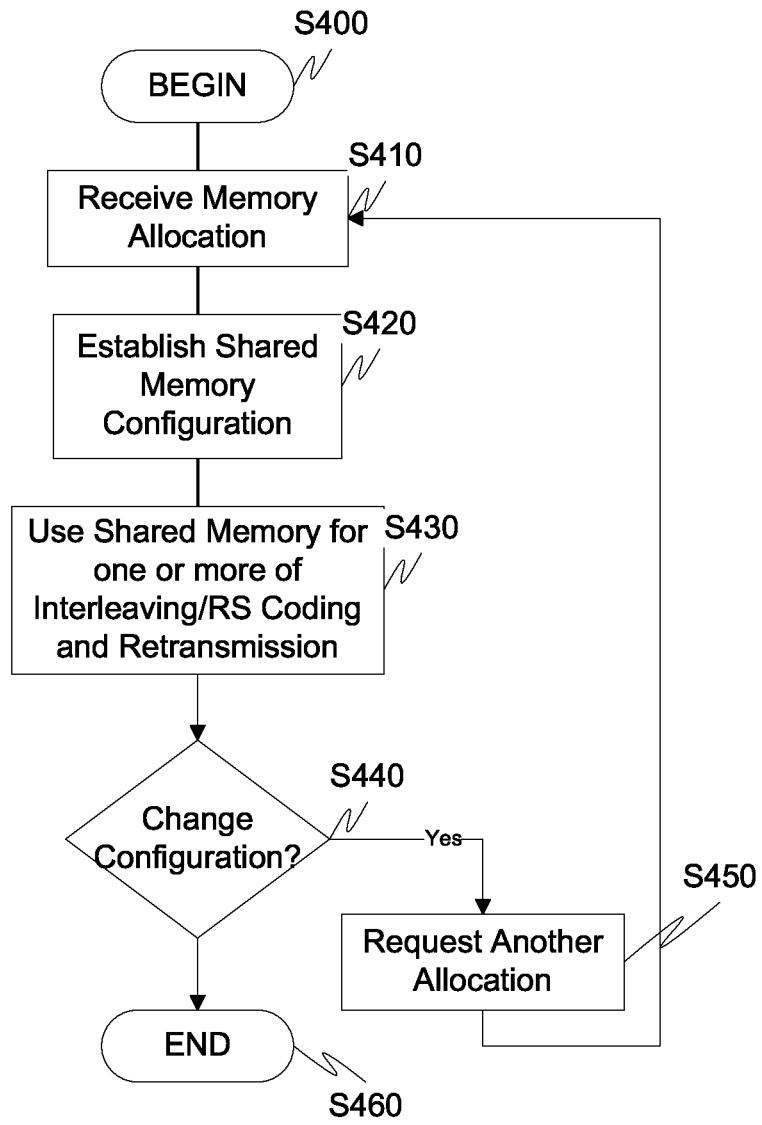 S400
BEGIN
S410
Receive Memory
Allocation
S420
Establish Shared
Memory
Configuration
S430
Use Shared Memory for
one or more of
Interleaving/RS Coding
and Retransmission
S440
Change
Configuration?
Yes
S450
Request Another
Allocation
END
S460